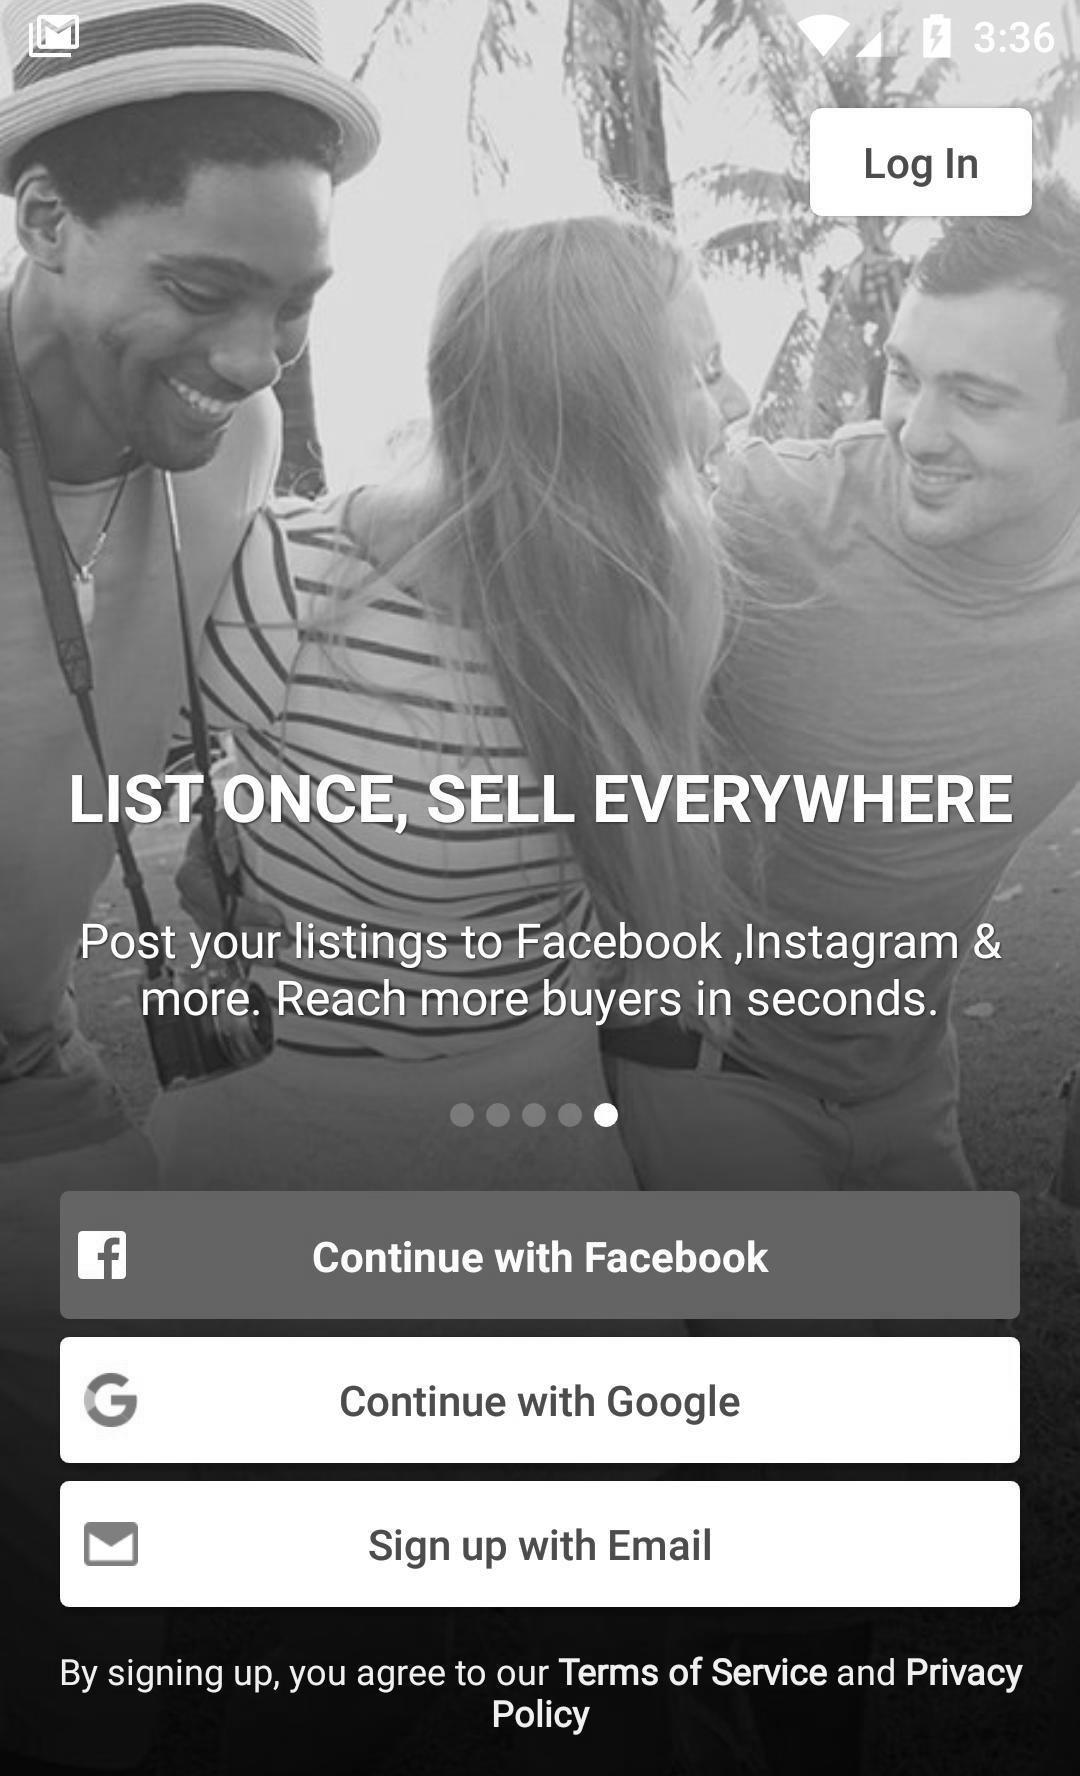 3:36
Log In
LIST ONCE, SELL EVERYWHERE
Post your listings to Facebook ,Instagram &
more. Reach more buyers in seconds.
Continue with Facebook
Continue with Google
Sign up with Email
By signing up, you agree to our Terms of Service and Privacy
Policy